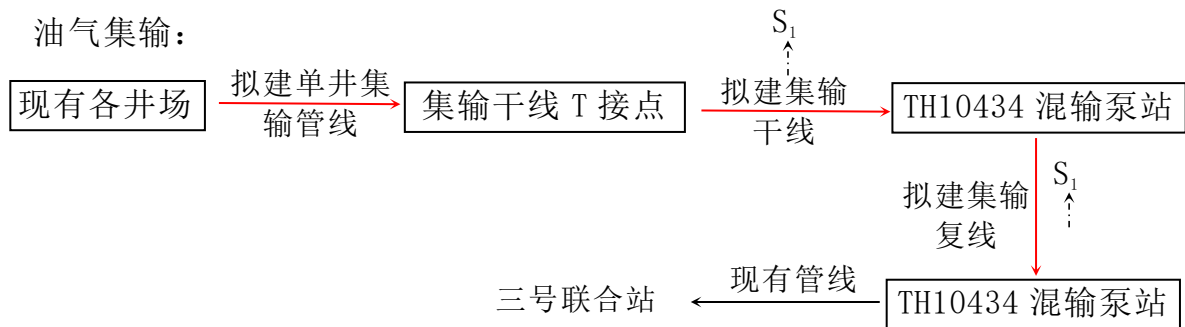 油气集输：
S₁
现有各井场
拟建单井集
输管线
集输干线 T 接点
拟建集输
干线
TH10434 混输泵站
拟建集输
复线
S₁
TH10434 混输泵站
现有管线
三号联合站